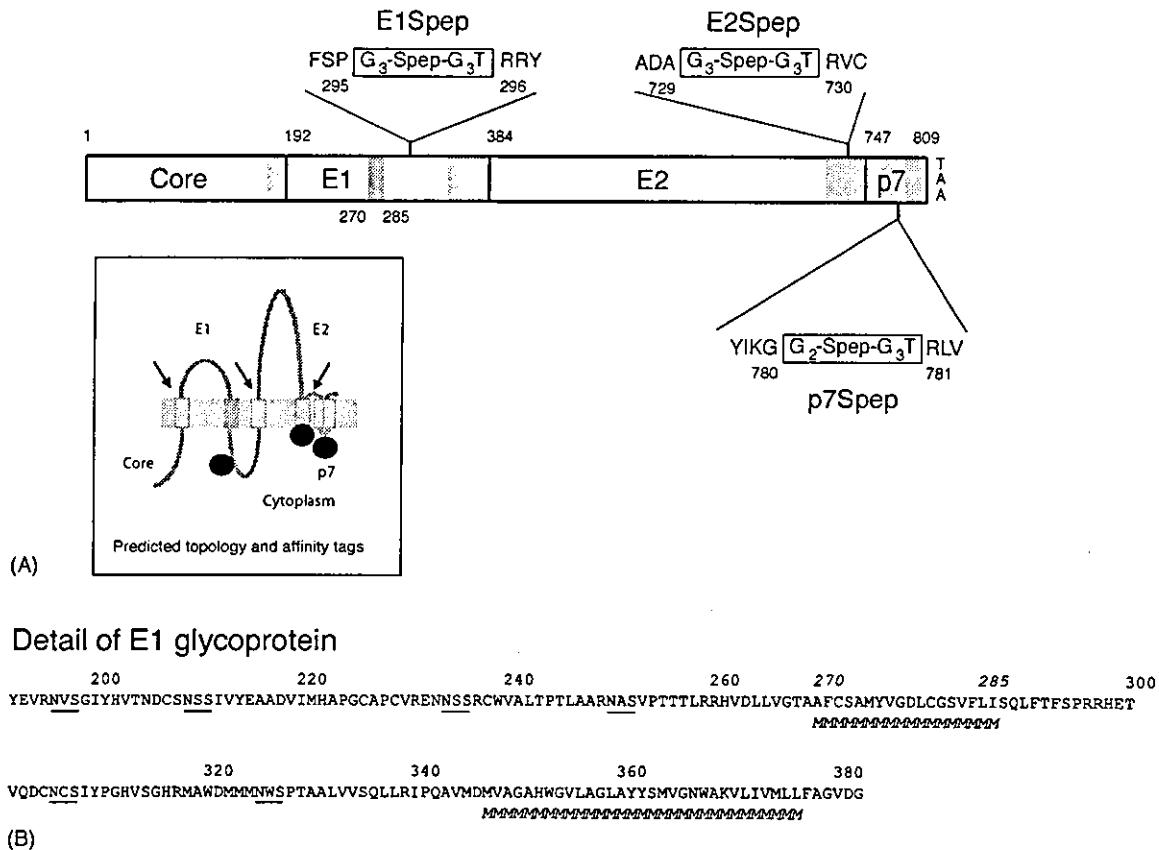 E1Spep E2Spep
FSP G3-Spep-G3T RRY ADA G3-Spep-G3T RVC
295 296 729 730
1 192 384 747 809
Core E1 E2 p7 TAA
270 285
E1 E2
Core p7
Cytoplasm
Predicted topology and affinity tags
YIKG G2-Spep-G3T RLV
780 781
p7Spep
(A)
Detail of E1 glycoprotein
200 220 240 260 270 285 300
YEVRNVSGIYHVTNDCSNSSIVYEAADVIMHAPGCAPCVRENNSSRCWVALTPTLAARNASVPTTTLRRHVDLLVGTAAFCSAMYVGDLCGSVFLISQLFTFSPRRHET
MMMMMMMMMMMMMMMMMM
320 340 360 380
VQDCNCSIYPGHVSGHRMAWDMMMNWSPTAALVVSQLLRIPQAVMDMVAGAHWGVLAGLAYYSMVGNWAKVLIVMLLFAGVDG
MMMMMMMMMMMMMMMMMMMMMMMMMMMMMMM
(B)